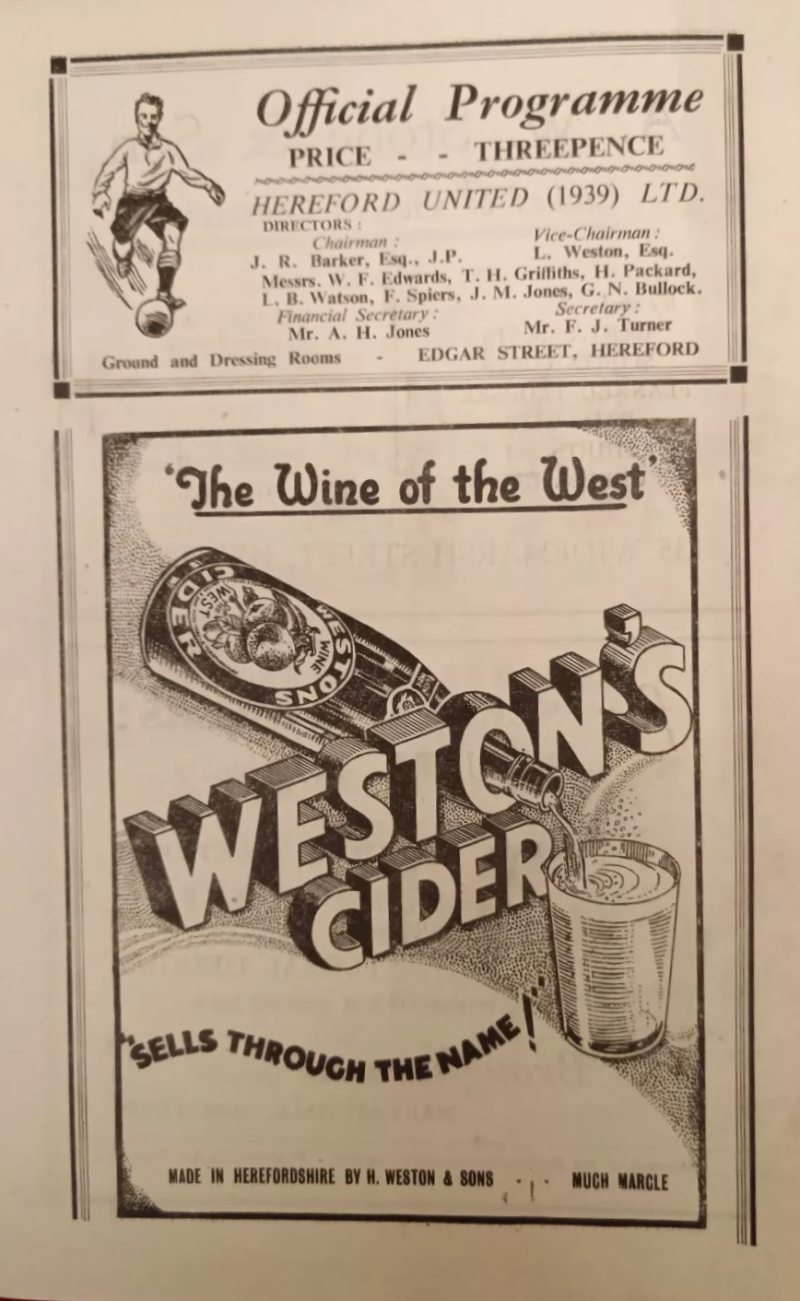 Official Programme
PRICE - - THREEPENCE
HEREFORD UNITED (1939) LTD.
DIRECTORS:
Chairman: Vice-Chairman:
J. R. Barker, Esq., J.P. L. Weston, Esq.
Messrs. W. F. Edwards, T. H. Griffiths, H. Packard,
L. B. Watson, F. Spiers, J. M. Jones, G. N. Bullock.
Financial Secretary: Secretary:
Mr. A. H. Jones Mr. F. J. Turner
Ground and Dressing Rooms - EDGAR STREET, HEREFORD
'The Wine of the West'
WESTONS
WINE
WEST
CIDER
WESTONS
WESTON'S
CIDER
"SELLS THROUGH THE NAME!"
MADE IN HEREFORDSHIRE BY H. WESTON & SONS - - MUCH MARCLE